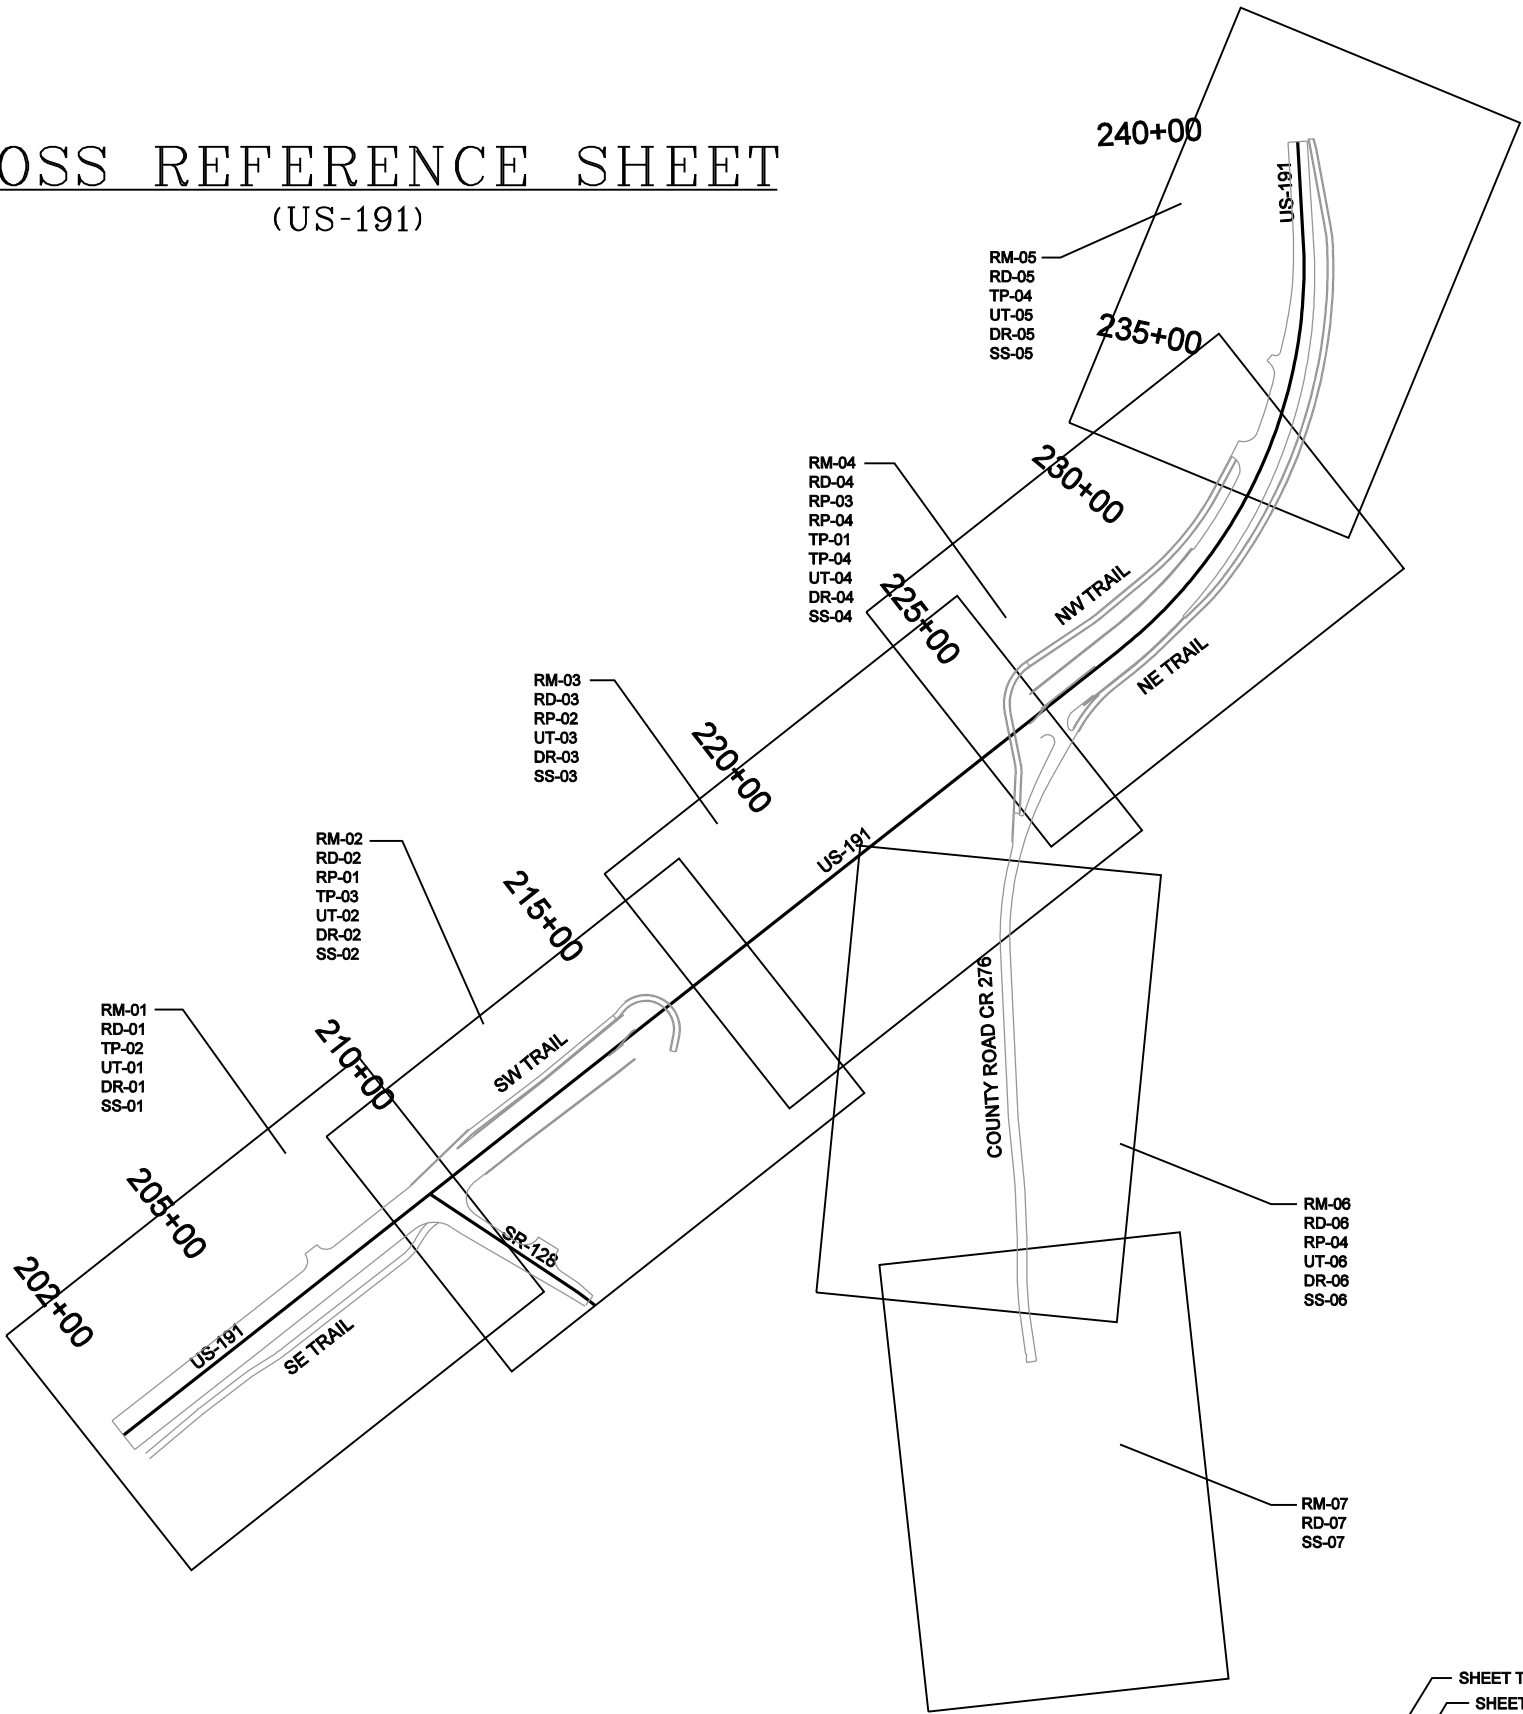 OSS REFERENCE SHEET
(US-191)
240+00
US-191
RM-05
RD-05
TP-04
UT-05
DR-05
SS-05
235+00
RM-04
RD-04
RP-03
RP-04
TP-01
TP-04
UT-04
DR-04
SS-04
230+00
225+00
NW TRAIL
NE TRAIL
RM-03
RD-03
RP-02
UT-03
DR-03
SS-03
220+00
US-191
RM-02
RD-02
RP-01
TP-03
UT-02
DR-02
SS-02
215+00
COUNTY ROAD CR 276
RM-01
RD-01
TP-02
UT-01
DR-01
SS-01
210+00
SW TRAIL
205+00
SR-128
202+00
US-191
SE TRAIL
RM-06
RD-06
RP-04
UT-06
DR-06
SS-06
RM-07
RD-07
SS-07
SHEET T
SHEET